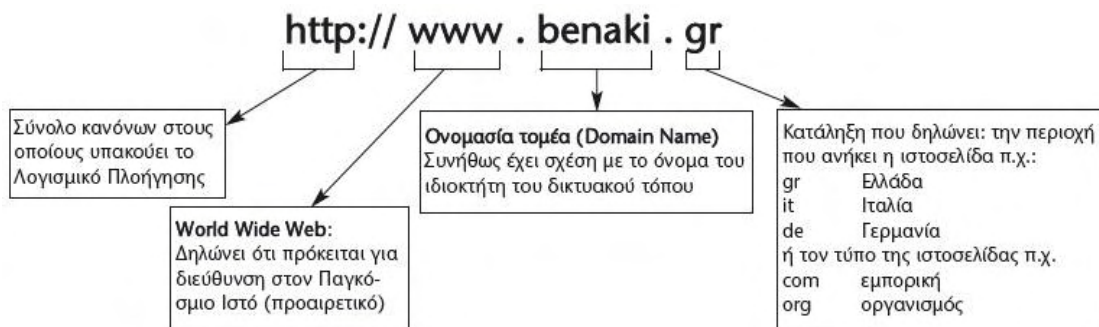 http:// www . benaki . gr
Σύνολο κανόνων στους
οποίους υπακούει το
Λογισμικό Πλοήγησης
World Wide Web:
Δηλώνει ότι πρόκειται για
διεύθυνση στον Παγκό-
σμιο Ιστό (προαιρετικό)
Ονομασία τομέα (Domain Name)
Συνήθως έχει σχέση με το όνομα του
ιδιοκτήτη του δικτυακού τόπου
Κατάληξη που δηλώνει: την περιοχή
που ανήκει η ιστοσελίδα π.χ.:
gr Ελλάδα
it Ιταλία
de Γερμανία
ή τον τύπο της ιστοσελίδας π.χ.
com εμπορική
org οργανισμός